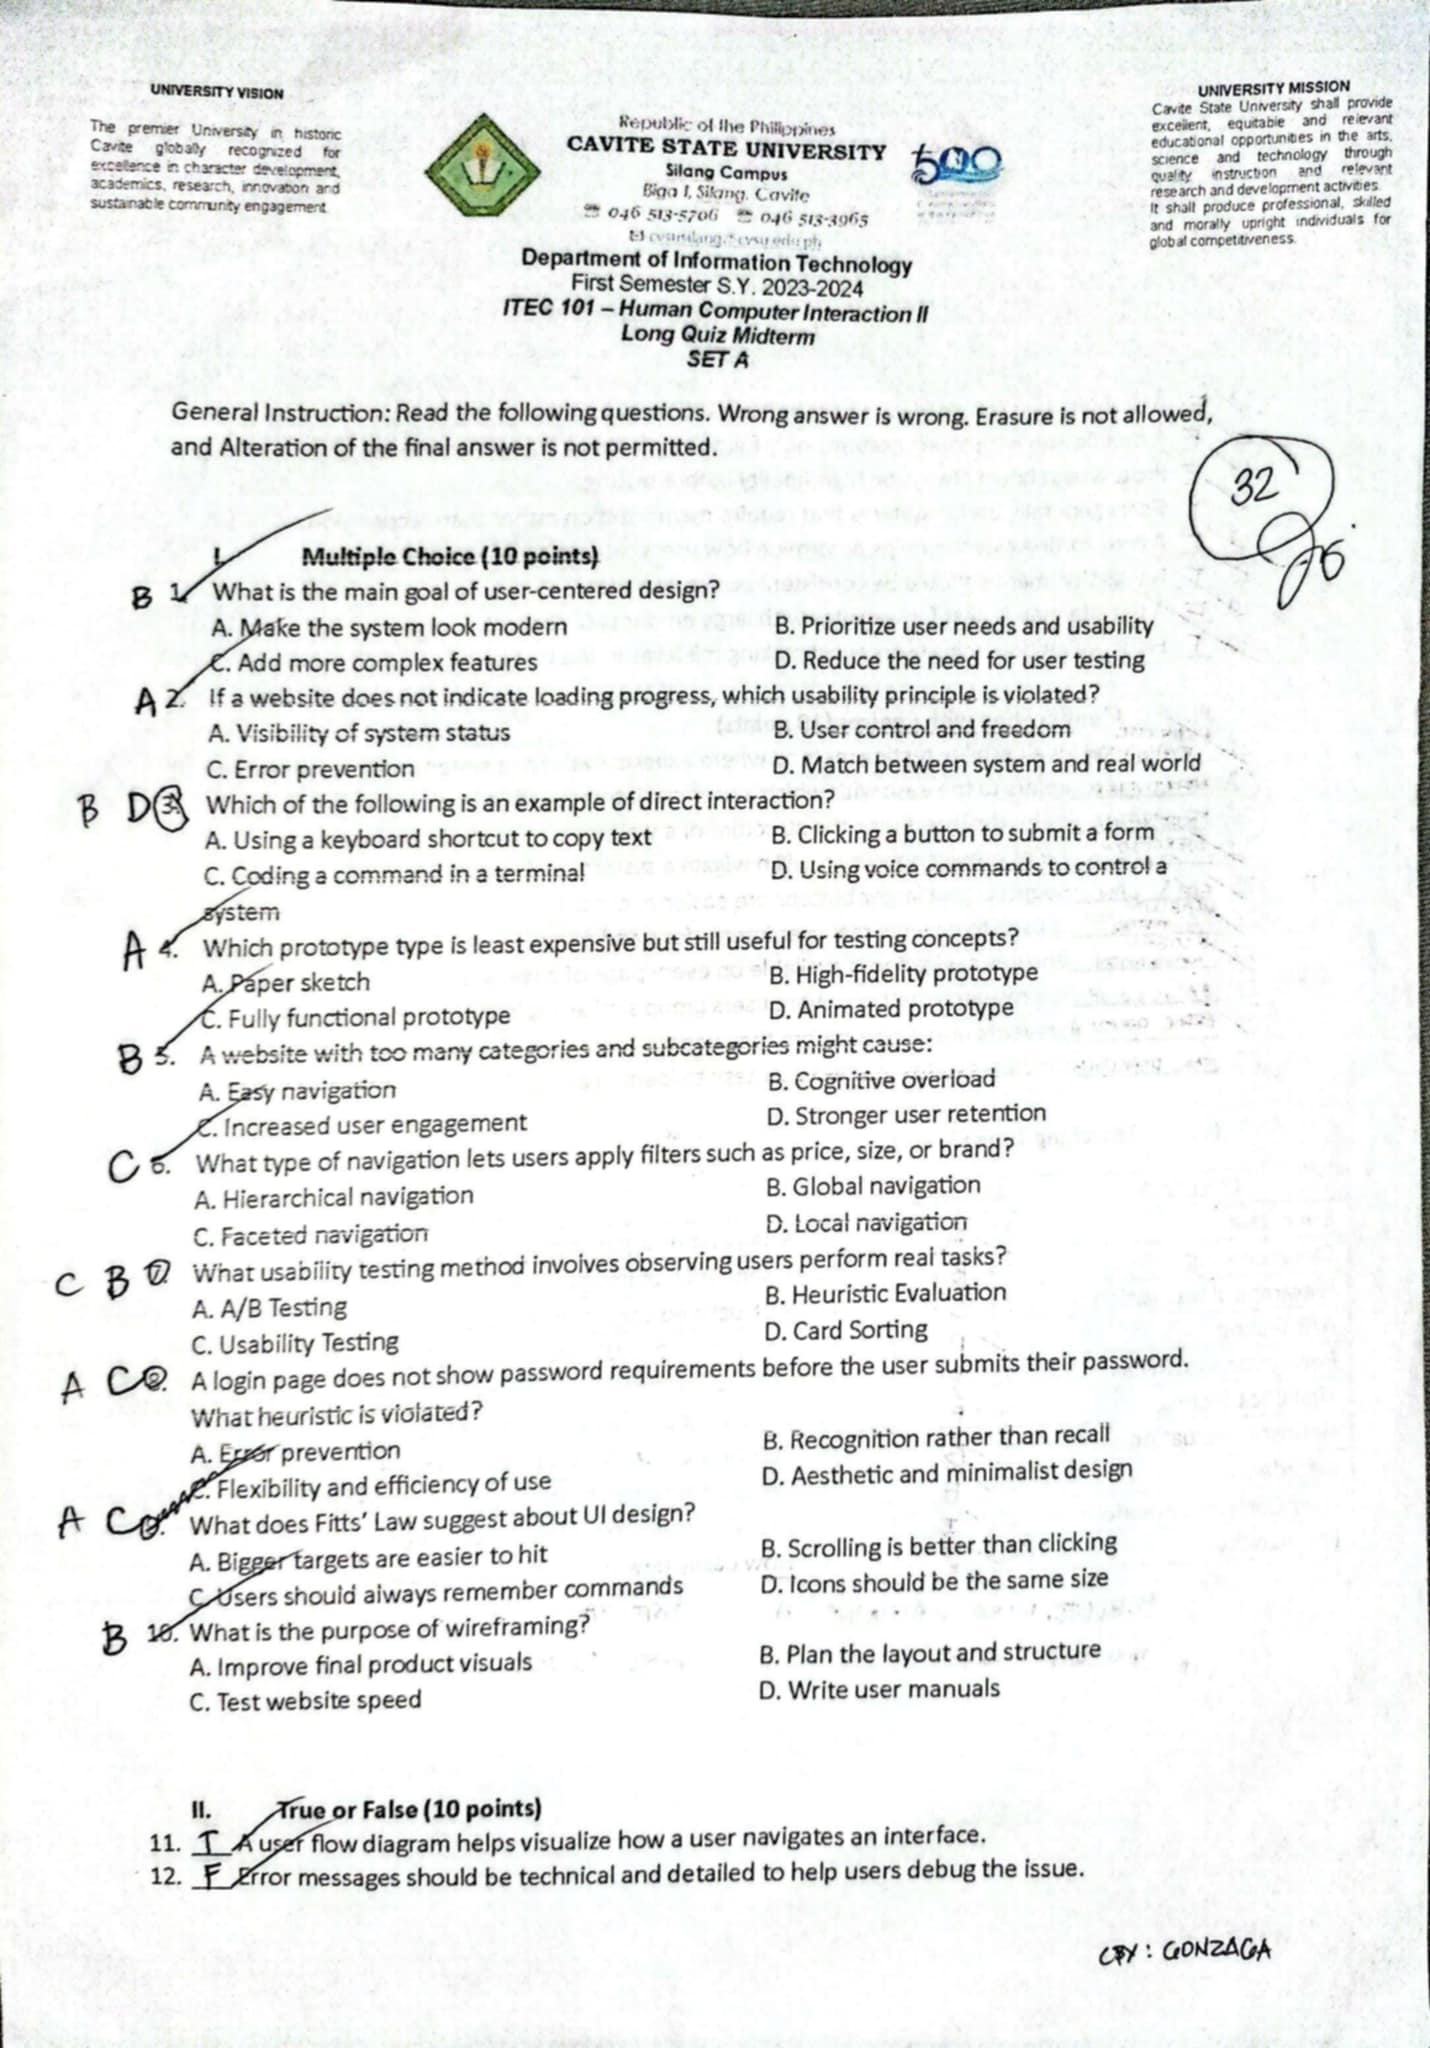 UNIVERSITY VISION
The premier University in historic
Cavite globally recognized for
excellence in character development,
academics, research, innovation and
sustainable community engagement
Republic of the Philippines
CAVITE STATE UNIVERSITY
Silang Campus
Biga I, Silang, Cavite
☎ 046 513-5706 ☎ 046 513-3965
Department of Information Technology
First Semester S.Y. 2023-2024
ITEC 101 – Human Computer Interaction II
Long Quiz Midterm
SET A
500
UNIVERSITY MISSION
Cavite State University shall provide
excellent, equitable and relevant
educational opportunities in the arts,
science and technology through
quality instruction and relevant
research and development activities.
It shall produce professional, skilled
and morally upright individuals for
global competitiveness.
General Instruction: Read the following questions. Wrong answer is wrong. Erasure is not allowed,
and Alteration of the final answer is not permitted.
32
I. Multiple Choice (10 points)
B 1. What is the main goal of user-centered design?
A. Make the system look modern B. Prioritize user needs and usability
C. Add more complex features D. Reduce the need for user testing
A 2. If a website does not indicate loading progress, which usability principle is violated?
A. Visibility of system status B. User control and freedom
C. Error prevention D. Match between system and real world
B D 3. Which of the following is an example of direct interaction?
A. Using a keyboard shortcut to copy text B. Clicking a button to submit a form
C. Coding a command in a terminal D. Using voice commands to control a
system
A 4. Which prototype type is least expensive but still useful for testing concepts?
A. Paper sketch B. High-fidelity prototype
C. Fully functional prototype D. Animated prototype
B 5. A website with too many categories and subcategories might cause:
A. Easy navigation B. Cognitive overload
C. Increased user engagement D. Stronger user retention
C 6. What type of navigation lets users apply filters such as price, size, or brand?
A. Hierarchical navigation B. Global navigation
C. Faceted navigation D. Local navigation
C B 7. What usability testing method involves observing users perform real tasks?
A. A/B Testing B. Heuristic Evaluation
C. Usability Testing D. Card Sorting
A C 8. A login page does not show password requirements before the user submits their password.
What heuristic is violated?
A. Error prevention B. Recognition rather than recall
C. Flexibility and efficiency of use D. Aesthetic and minimalist design
A C 9. What does Fitts' Law suggest about UI design?
A. Bigger targets are easier to hit B. Scrolling is better than clicking
C. Users should always remember commands D. Icons should be the same size
B 10. What is the purpose of wireframing?
A. Improve final product visuals B. Plan the layout and structure
C. Test website speed D. Write user manuals
II. True or False (10 points)
11. T A user flow diagram helps visualize how a user navigates an interface.
12. F Error messages should be technical and detailed to help users debug the issue.
GONZAGA